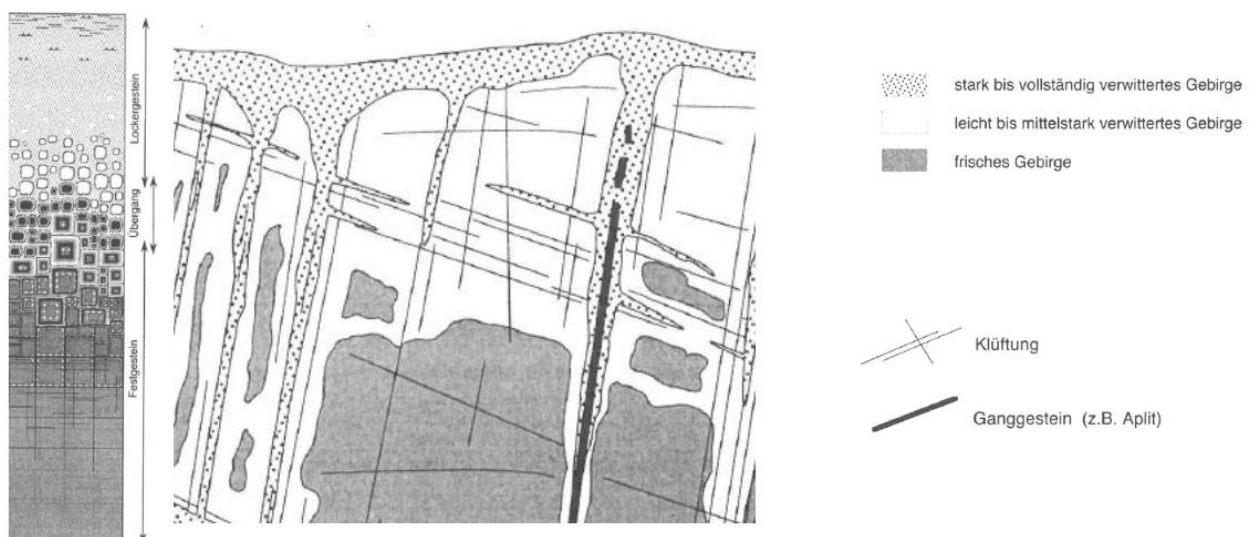 Lockergestein
Übergang
Festgestein
stark bis vollständig verwittertes Gebirge
leicht bis mittelstark verwittertes Gebirge
frisches Gebirge
Klüftung
Ganggestein (z.B. Aplit)